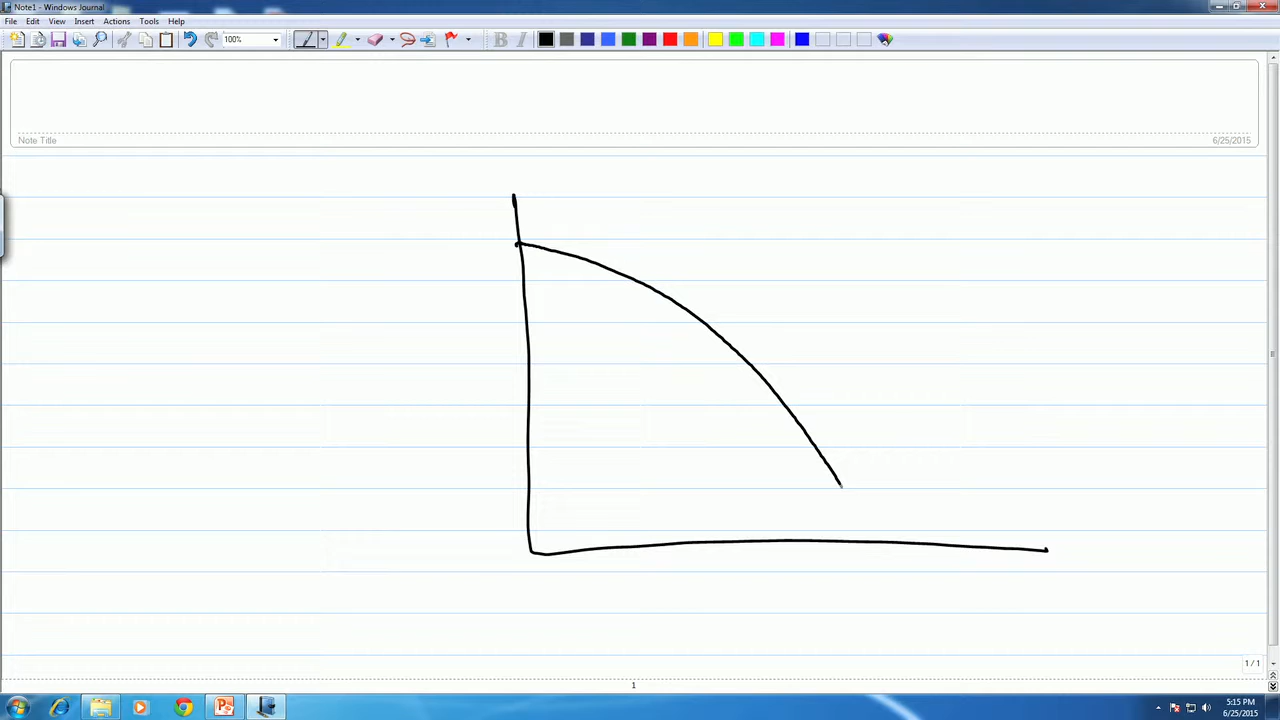 Note1 - Windows Journal
File Edit View Insert Actions Tools Help
100%
B I
Note Title
6/25/2015
1 / 1
1
5:15 PM
6/25/2015